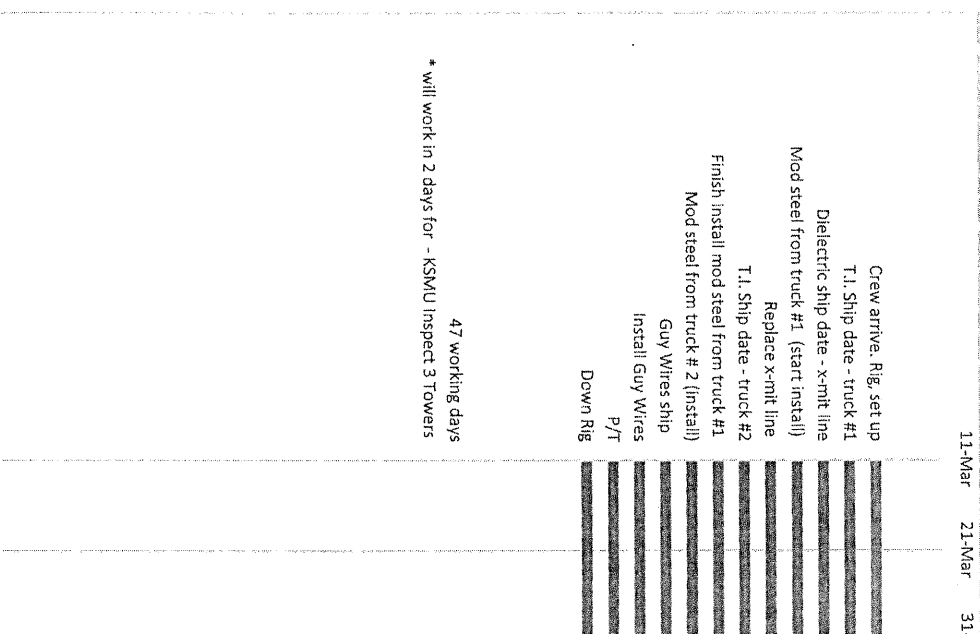 11-Mar 21-Mar 31
Crew arrive. Rig, set up
T.I. Ship date - truck #1
Dielectric ship date - x-mit line
Mod steel from truck #1 (start install)
Replace x-mit line
T.I. Ship date - truck #2
Finish install mod steel from truck #1
Mod steel from truck # 2 (install)
Guy Wires ship
Install Guy Wires
P/T
Down Rig
47 working days
* will work in 2 days for - KSMU Inspect 3 Towers